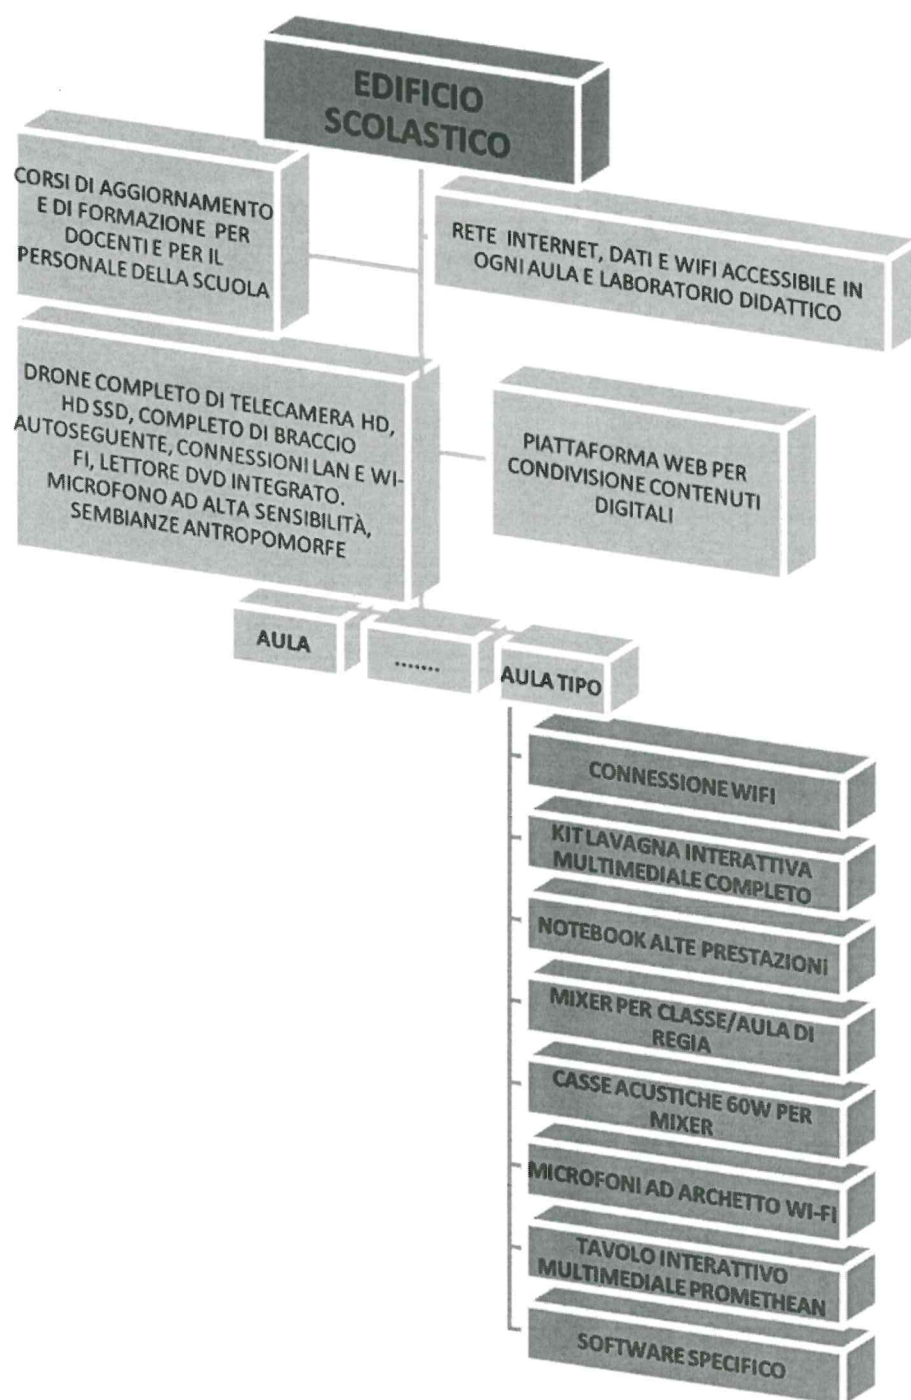 EDIFICIO
SCOLASTICO
CORSI DI AGGIORNAMENTO
E DI FORMAZIONE PER
DOCENTI E PER IL
PERSONALE DELLA SCUOLA
RETE INTERNET, DATI E WIFI ACCESSIBILE IN
OGNI AULA E LABORATORIO DIDATTICO
DRONE COMPLETO DI TELECAMERA HD,
HD SSD, COMPLETO DI BRACCIO
AUTOSEGUENTE, CONNESSIONI LAN E WI-
FI, LETTORE DVD INTEGRATO.
MICROFONO AD ALTA SENSIBILITÀ,
SEMBIANZE ANTROPOMORFE
PIATTAFORMA WEB PER
CONDIVISIONE CONTENUTI
DIGITALI
AULA
.......
AULA TIPO
CONNESSIONE WIFI
KIT LAVAGNA INTERATTIVA
MULTIMEDIALE COMPLETO
NOTEBOOK ALTE PRESTAZIONI
MIXER PER CLASSE/AULA DI
REGIA
CASSE ACUSTICHE 60W PER
MIXER
MICROFONI AD ARCHETTO WI-FI
TAVOLO INTERATTIVO
MULTIMEDIALE PROMETHEAN
SOFTWARE SPECIFICO